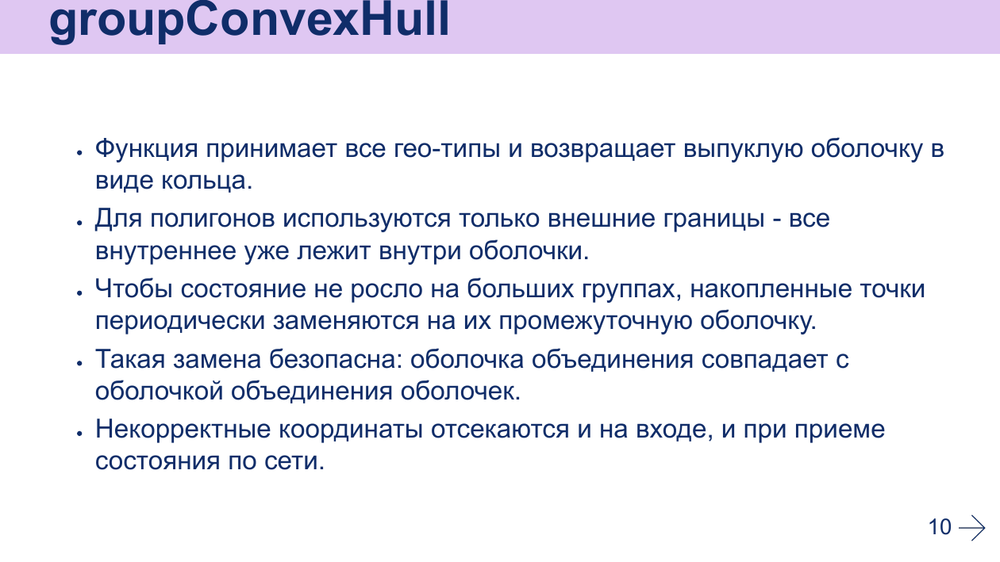 groupConvexHull
• Функция принимает все гео-типы и возвращает выпуклую оболочку в
виде кольца.
• Для полигонов используются только внешние границы - все
внутреннее уже лежит внутри оболочки.
• Чтобы состояние не росло на больших группах, накопленные точки
периодически заменяются на их промежуточную оболочку.
• Такая замена безопасна: оболочка объединения совпадает с
оболочкой объединения оболочек.
• Некорректные координаты отсекаются и на входе, и при приеме
состояния по сети.
10